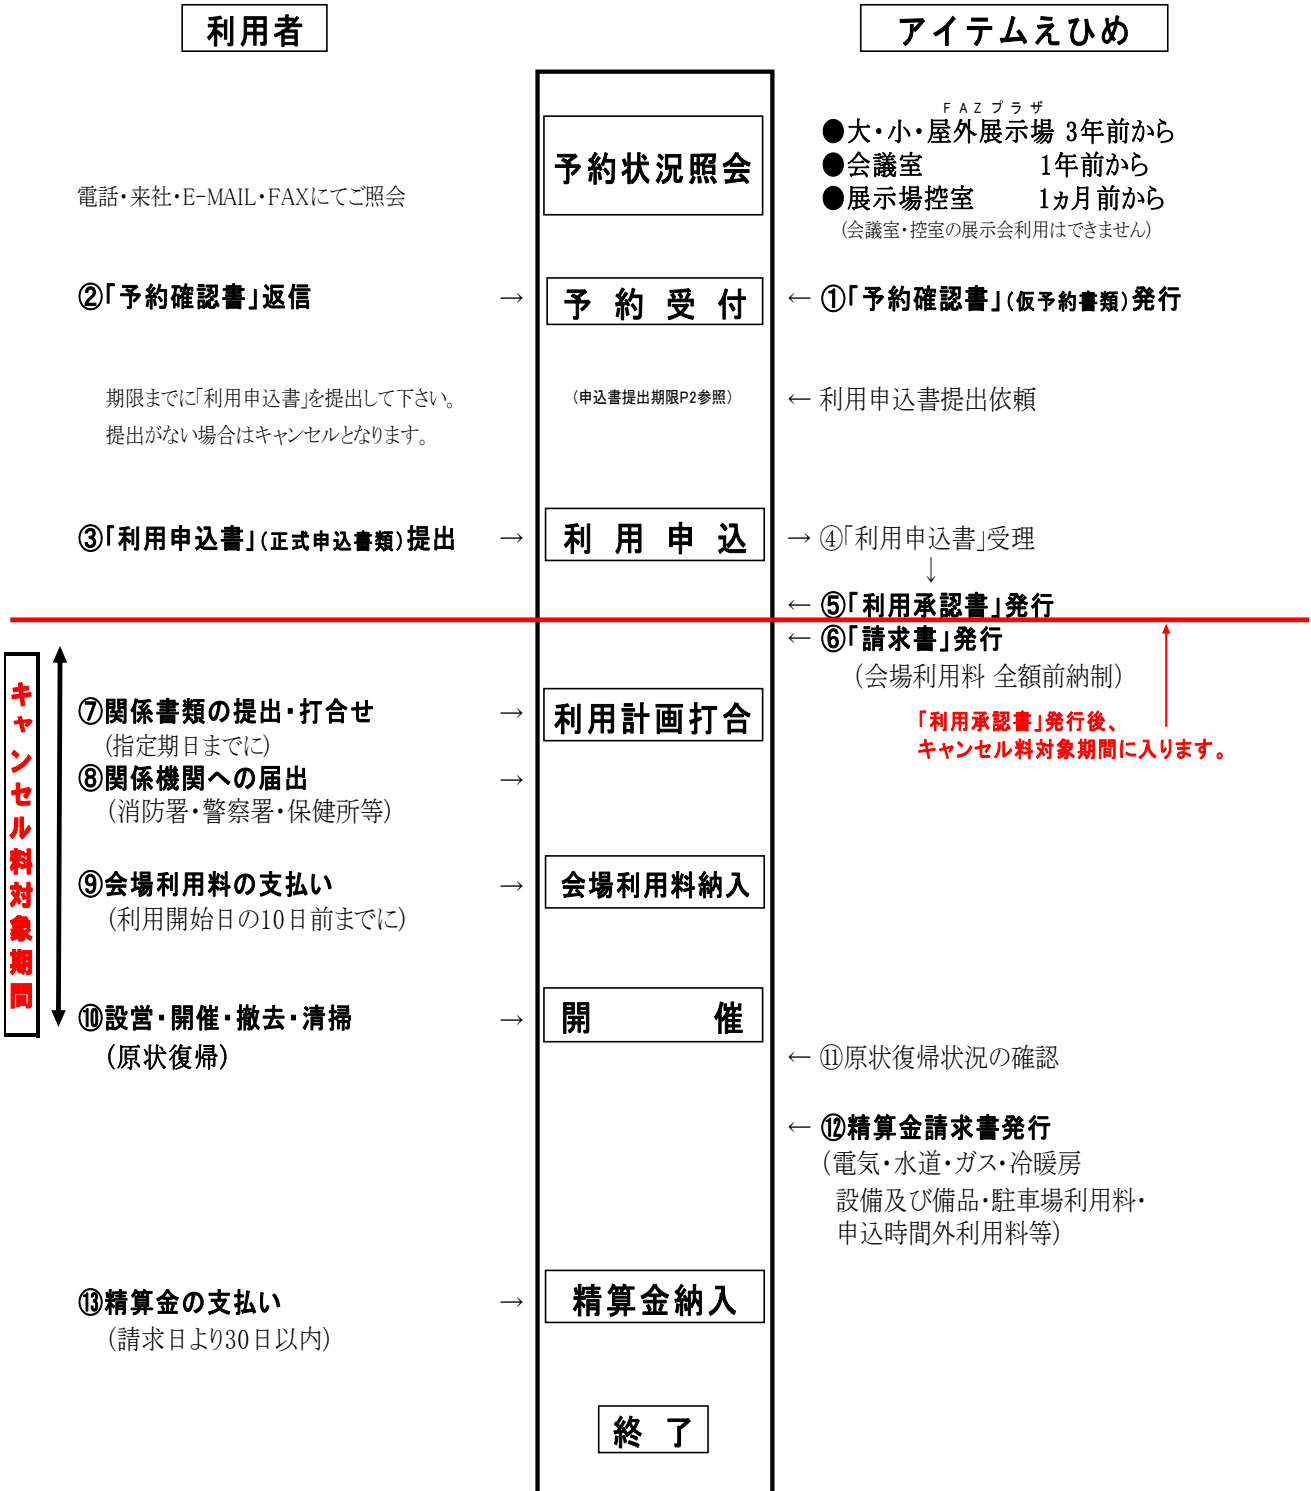 利用者
アイテムえひめ
予約状況照会
電話・来社・E-MAIL・FAXにてご照会
FAZプラザ
●大・小・屋外展示場 3年前から
●会議室 1年前から
●展示場控室 1ヵ月前から
(会議室・控室の展示会利用はできません)
②「予約確認書」返信
→
予約受付
← ①「予約確認書」(仮予約書類)発行
期限までに「利用申込書」を提出して下さい。
提出がない場合はキャンセルとなります。
(申込書提出期限P2参照)
← 利用申込書提出依頼
③「利用申込書」(正式申込書類)提出
→
利用申込
→ ④「利用申込書」受理
↓
← ⑤「利用承認書」発行
← ⑥「請求書」発行
(会場利用料 全額前納制)
「利用承認書」発行後、
キャンセル料対象期間に入ります。
キャンセル料対象期間
⑦関係書類の提出・打合せ
→
利用計画打合
(指定期日までに)
⑧関係機関への届出
→
(消防署・警察署・保健所等)
⑨会場利用料の支払い
→
会場利用料納入
(利用開始日の10日前までに)
⑩設営・開催・撤去・清掃
→
開催
(原状復帰)
← ⑪原状復帰状況の確認
← ⑫精算金請求書発行
(電気・水道・ガス・冷暖房
設備及び備品・駐車場利用料・
申込時間外利用料等)
⑬精算金の支払い
→
精算金納入
(請求日より30日以内)
終了